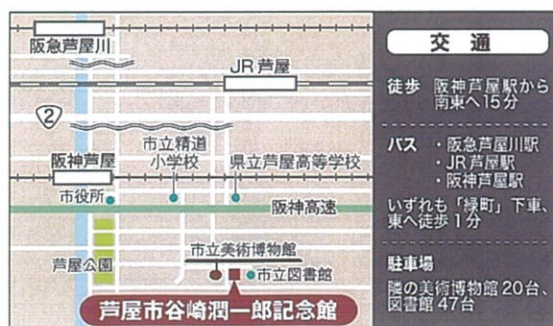 阪急芦屋川
JR芦屋
2
市立精道
小学校
阪神芦屋
県立芦屋高等学校
市役所
阪神高速
市立美術博物館
芦屋公園
市立図書館
芦屋市谷崎潤一郎記念館
交通
徒歩 阪神芦屋駅から
南東へ15分
バス ・阪急芦屋川駅
・JR芦屋駅
・阪神芦屋駅
いずれも「緑町」下車、
東へ徒歩1分
駐車場
隣の美術博物館20台、
図書館47台